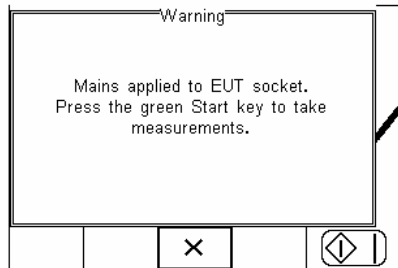 Warning
Mains applied to EUT socket.
Press the green Start key to take
measurements.